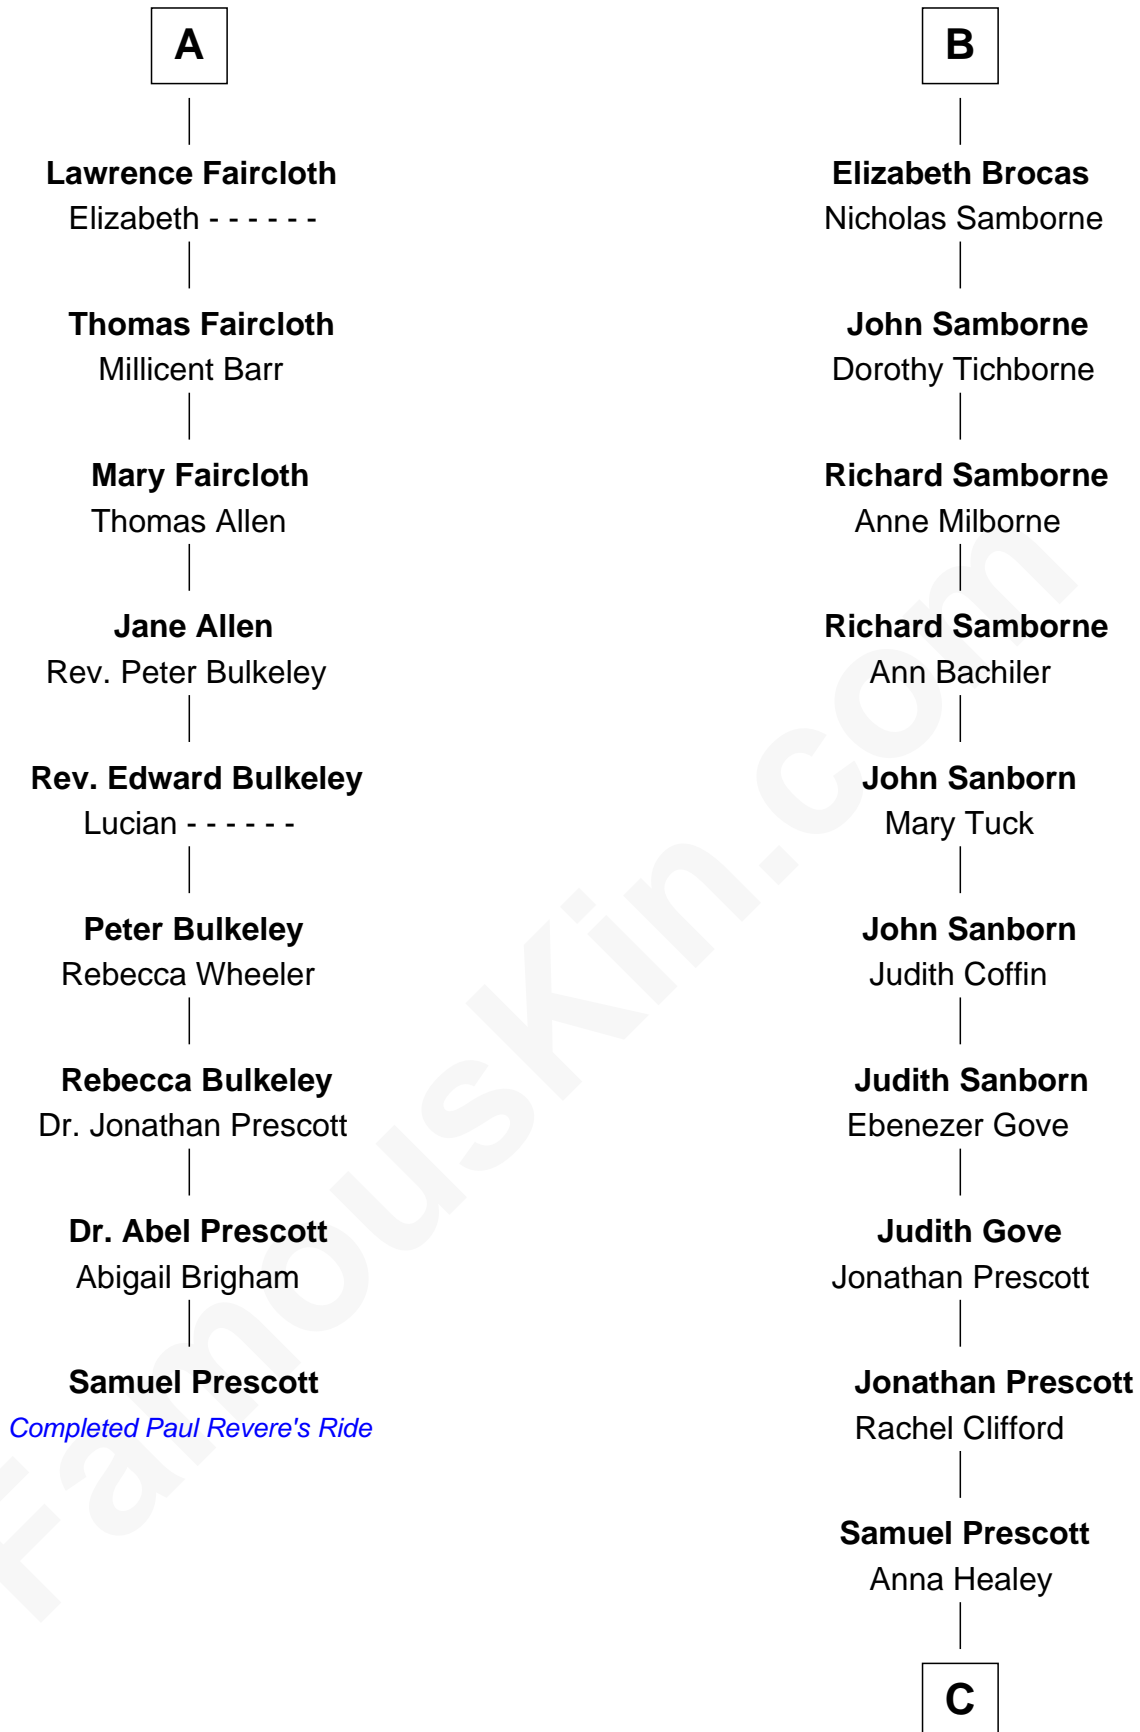 A
Lawrence Faircloth
Elizabeth - - - - - -
Thomas Faircloth
Millicent Barr
Mary Faircloth
Thomas Allen
Jane Allen
Rev. Peter Bulkeley
Rev. Edward Bulkeley
Lucian - - - - - -
Peter Bulkeley
Rebecca Wheeler
Rebecca Bulkeley
Dr. Jonathan Prescott
Dr. Abel Prescott
Abigail Brigham
Samuel Prescott
Completed Paul Revere's Ride
B
Elizabeth Brocas
Nicholas Samborne
John Samborne
Dorothy Tichborne
Richard Samborne
Anne Milborne
Richard Samborne
Ann Bachiler
John Sanborn
Mary Tuck
John Sanborn
Judith Coffin
Judith Sanborn
Ebenezer Gove
Judith Gove
Jonathan Prescott
Jonathan Prescott
Rachel Clifford
Samuel Prescott
Anna Healey
C
FamousKin.com